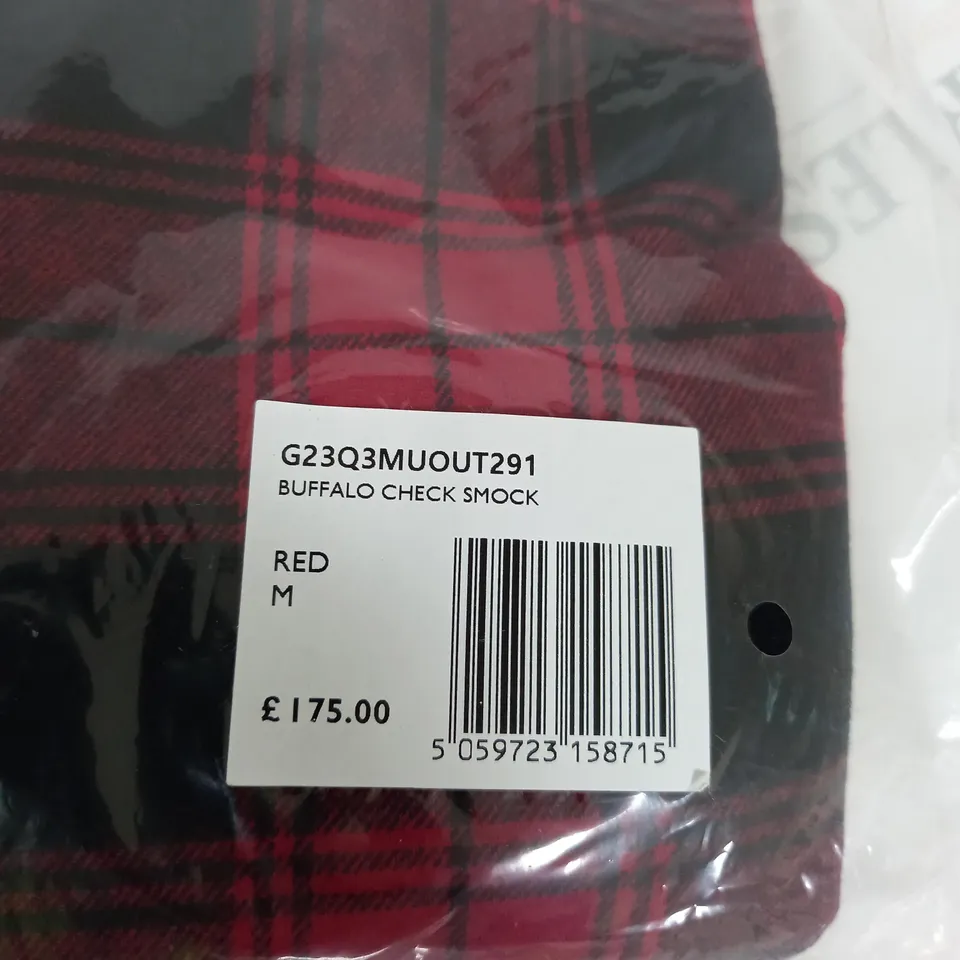 G23Q3MUOUT291
BUFFALO CHECK SMOCK
RED
M
£175.00
5 059723 158715